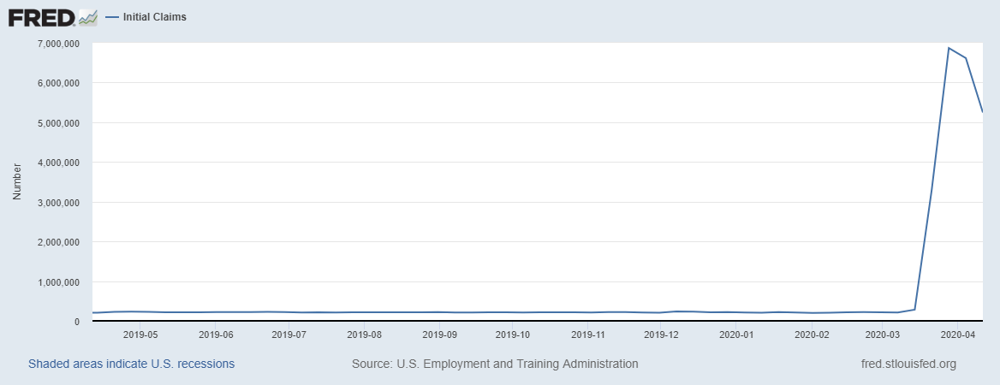 FRED Initial Claims
7,000,000
6,000,000
5,000,000
4,000,000
3,000,000
2,000,000
1,000,000
0
Number
2019-05 2019-06 2019-07 2019-08 2019-09 2019-10 2019-11 2019-12 2020-01 2020-02 2020-03 2020-04
Shaded areas indicate U.S. recessions Source: U.S. Employment and Training Administration fred.stlouisfed.org